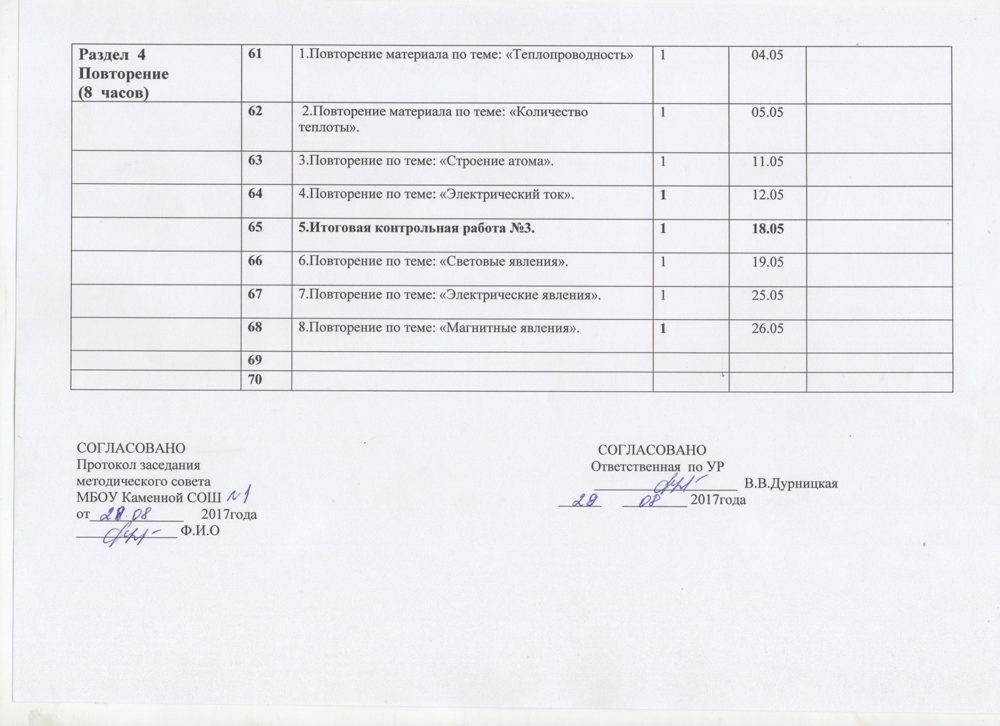 Раздел 4 61 1.Повторение материала по теме: «Теплопроводность» 1 04.05
Повторение
(8 часов)
62 2.Повторение материала по теме: «Количество 1 05.05
теплоты».
63 3.Повторение по теме: «Строение атома». 1 11.05
64 4.Повторение по теме: «Электрический ток». 1 12.05
65 5.Итоговая контрольная работа №3. 1 18.05
66 6.Повторение по теме: «Световые явления». 1 19.05
67 7.Повторение по теме: «Электрические явления». 1 25.05
68 8.Повторение по теме: «Магнитные явления». 1 26.05
69
70
СОГЛАСОВАНО
Протокол заседания
методического совета
МБОУ Каменной СОШ №1
от 2017года
Ф.И.О
СОГЛАСОВАНО
Ответственная по УР
В.В.Дурницкая
29 08 2017года